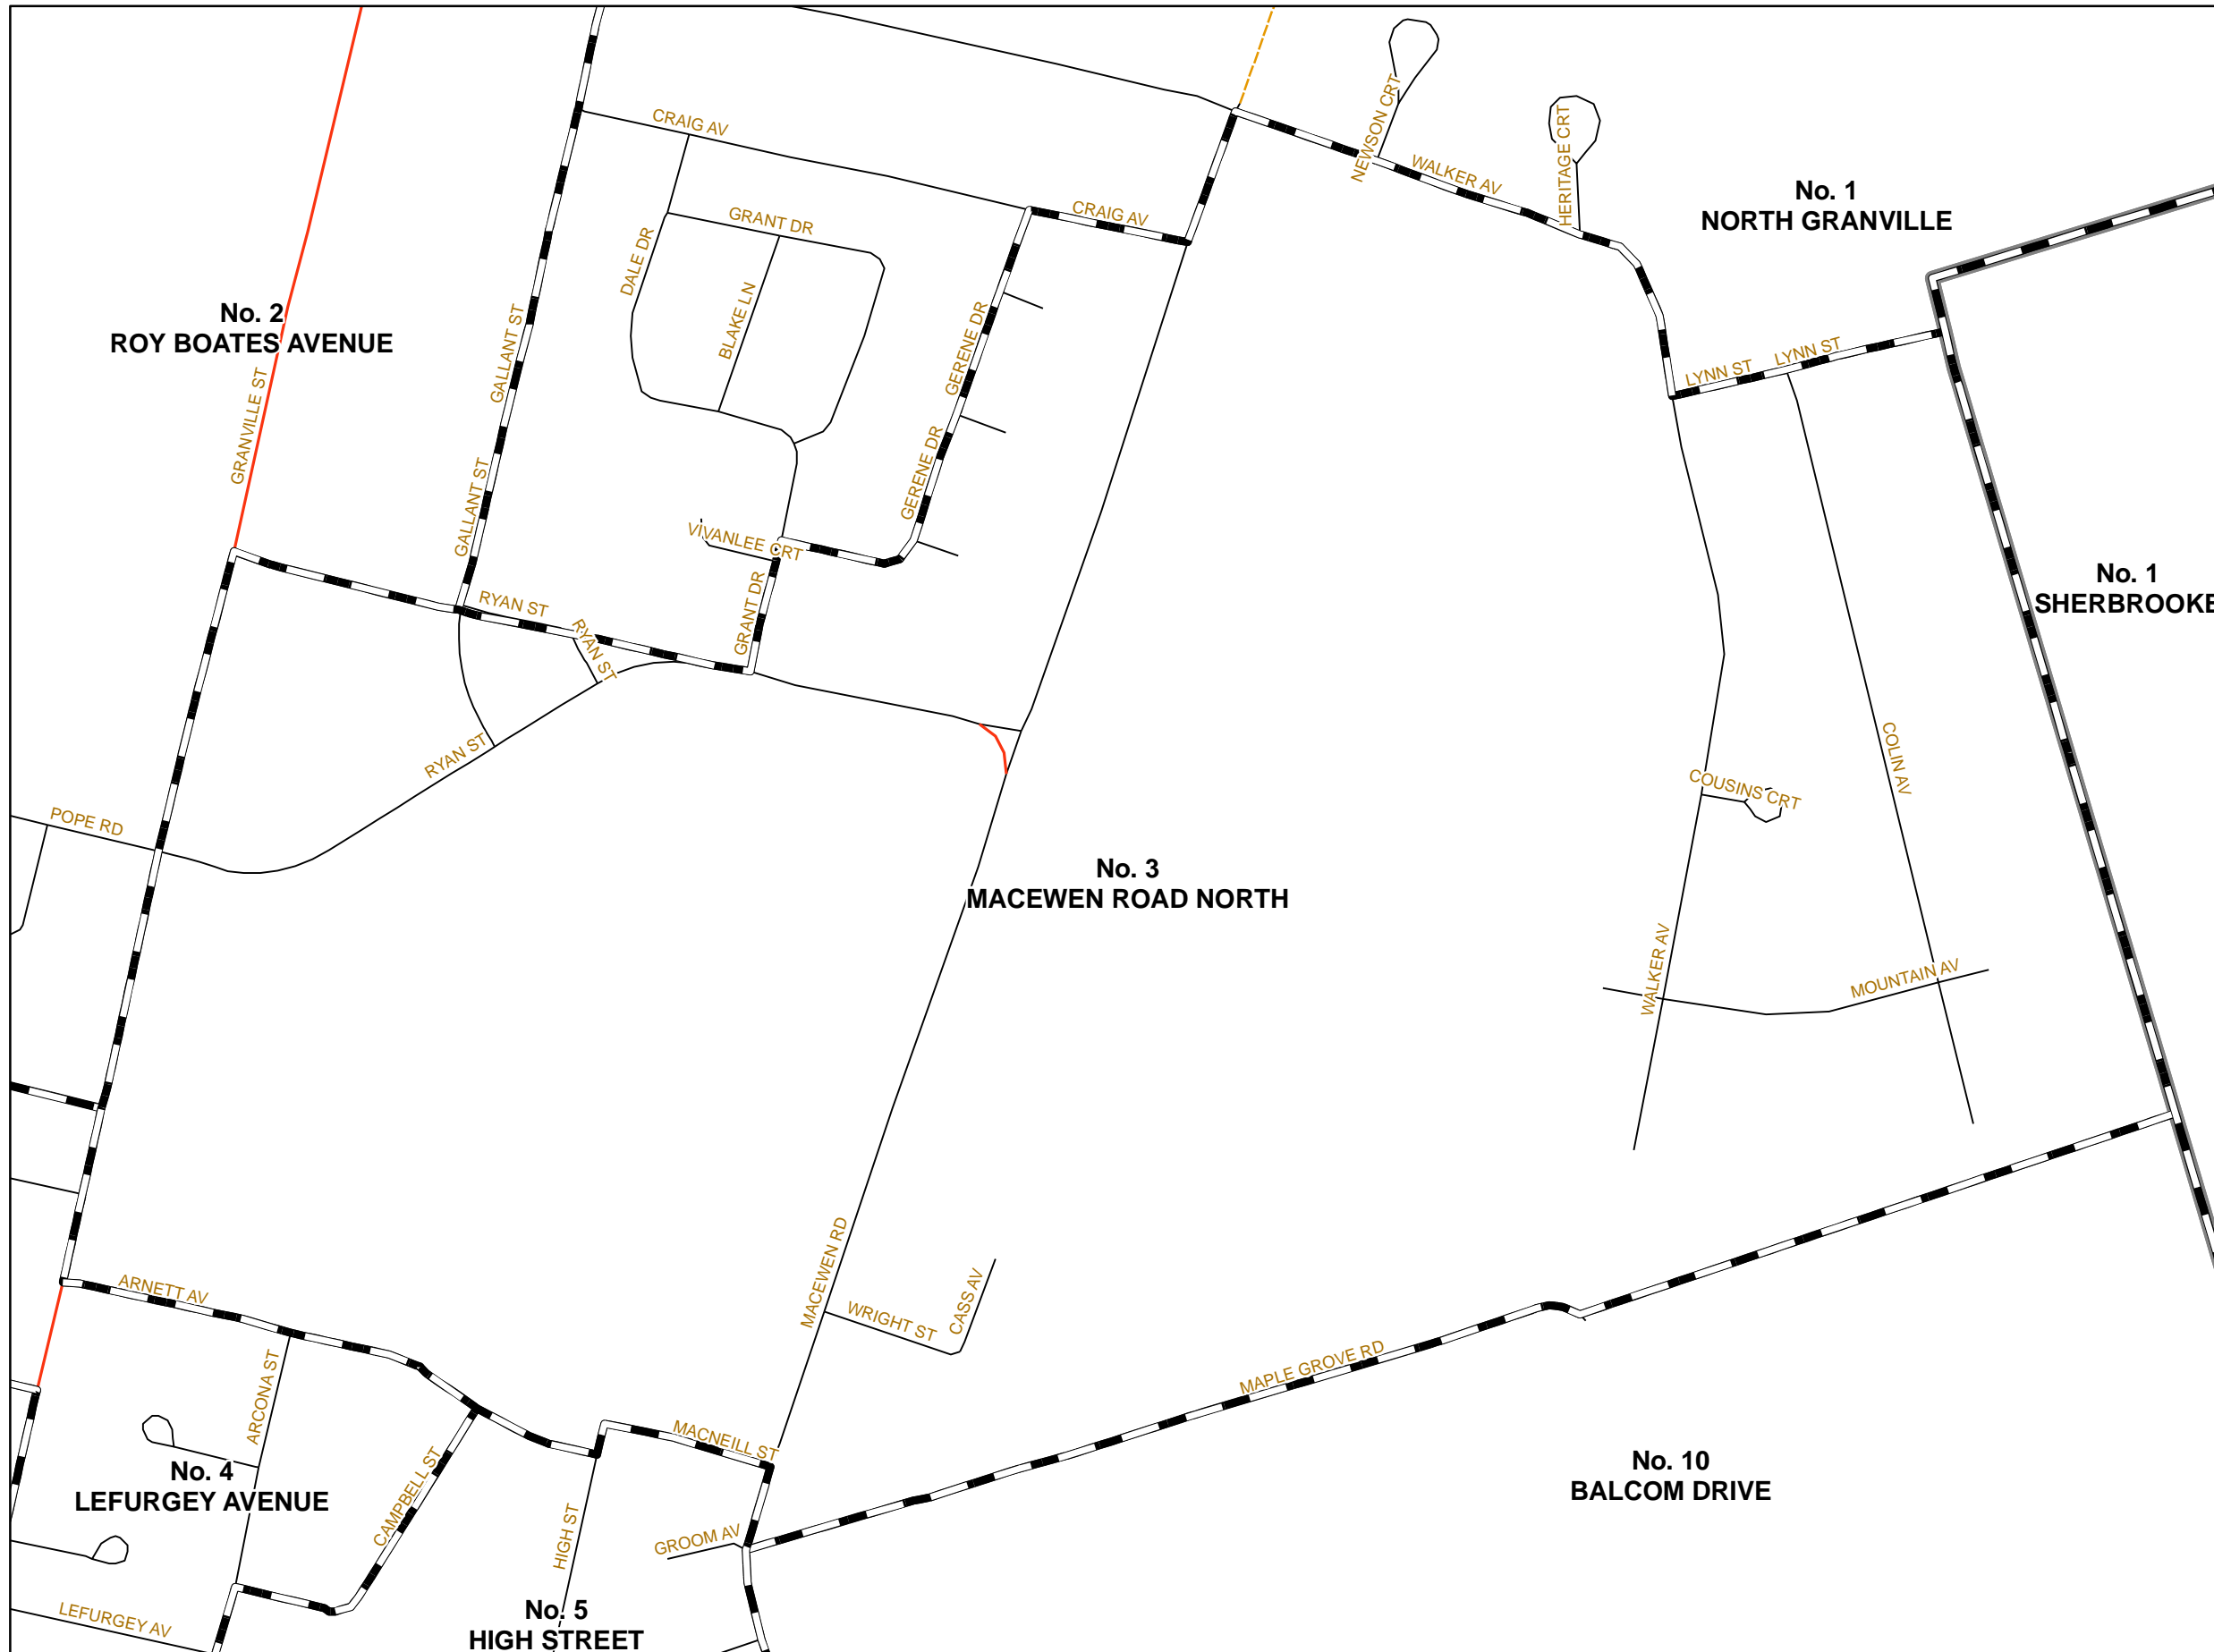 NEWSON CRT
HERITAGE CRT
CRAIG AV
WALKER AV
No. 1
NORTH GRANVILLE
CRAIG AV
GRANT DR
DALE DR
BLAKE LN
No. 2
ROY BOATES AVENUE
GALLANT ST
GERENE DR
LYNN ST
LYNN ST
GRANVILLE ST
GALLANT ST
GERENE DR
VIVANLEE CRT
No. 1
SHERBROOKE
RYAN ST
RYAN ST
GRANT DR
RYAN ST
COLIN AV
COUSINS CRT
POPE RD
No. 3
MACEWEN ROAD NORTH
WALKER AV
MOUNTAIN AV
MACEWEN RD
ARNETT AV
WRIGHT ST
CASS AV
MAPLE GROVE RD
ARCONA ST
MACNEILL ST
No. 4
LEFURGEY AVENUE
CAMPBELL ST
No. 10
BALCOM DRIVE
HIGH ST
GROOM AV
LEFURGEY AV
No. 5
HIGH STREET